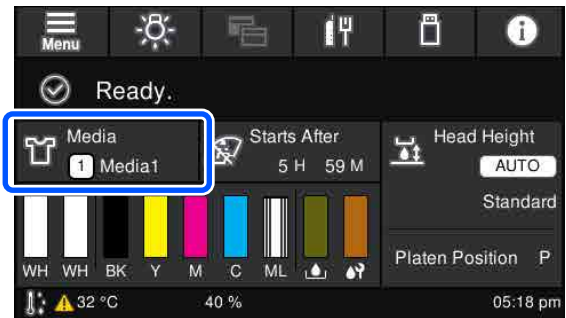 Menu
Ready.
Media
1 Media1
Starts After
5 H 59 M
Head Height
AUTO
Standard
Platen Position P
WH WH BK Y M C ML
32 °C 40 % 05:18 pm